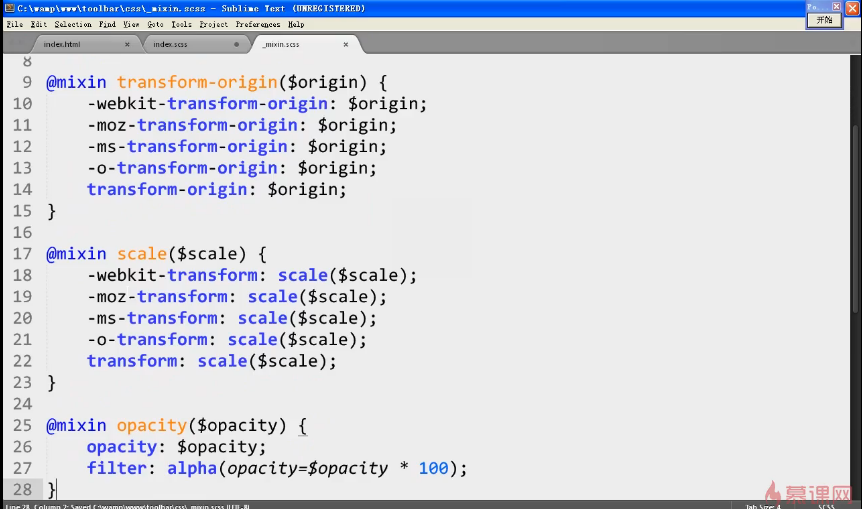 C:\wamp\www\toolbar\css\_mixin.scss - Sublime Text (UNREGISTERED)
File Edit Selection Find View Goto Tools Project Preferences Help
开始
index.html × index.scss ● _mixin.scss ×
8
9 @mixin transform-origin($origin) {
10 -webkit-transform-origin: $origin;
11 -moz-transform-origin: $origin;
12 -ms-transform-origin: $origin;
13 -o-transform-origin: $origin;
14 transform-origin: $origin;
15 }
16
17 @mixin scale($scale) {
18 -webkit-transform: scale($scale);
19 -moz-transform: scale($scale);
20 -ms-transform: scale($scale);
21 -o-transform: scale($scale);
22 transform: scale($scale);
23 }
24
25 @mixin opacity($opacity) {
26 opacity: $opacity;
27 filter: alpha(opacity=$opacity * 100);
28 }
慕课网
Line 28, Column 2; Saved C:\wamp\www\toolbar\css\_mixin.scss (UTF-8) Tab Size: 4 SCSS